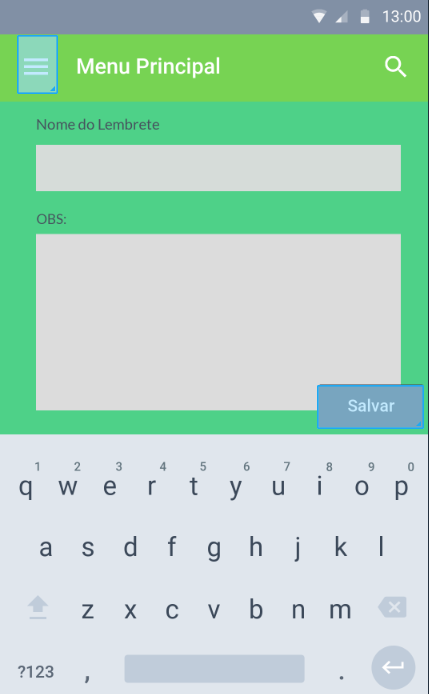 13:00
Menu Principal
Nome do Lembrete
OBS:
Salvar
1 2 3 4 5 6 7 8 9 0
q w e r t y u i o p
a s d f g h j k l
z x c v b n m
?123 , .